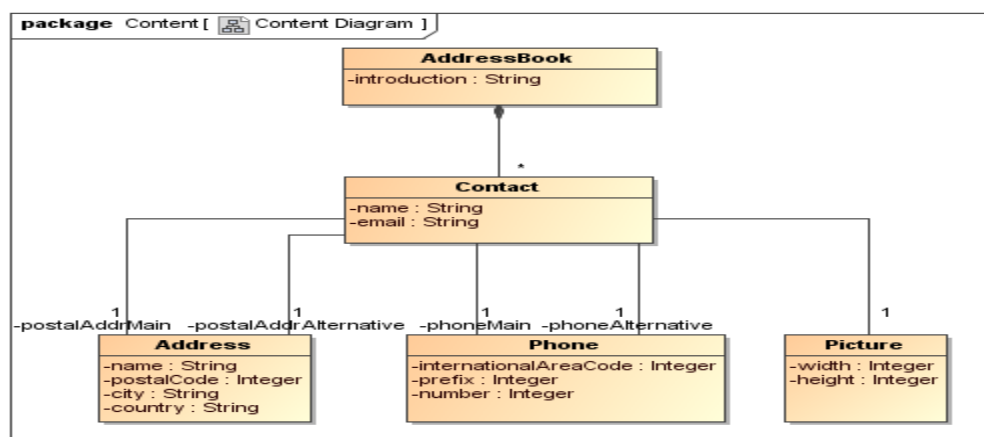 package Content [ Content Diagram ]
AddressBook
-introduction : String
*
Contact
-name : String
-email : String
1 1 1 1 1
-postalAddrMain -postalAddrAlternative -phoneMain -phoneAlternative
Address
-name : String
-postalCode : Integer
-city : String
-country : String
Phone
-internationalAreaCode : Integer
-prefix : Integer
-number : Integer
Picture
-width : Integer
-height : Integer